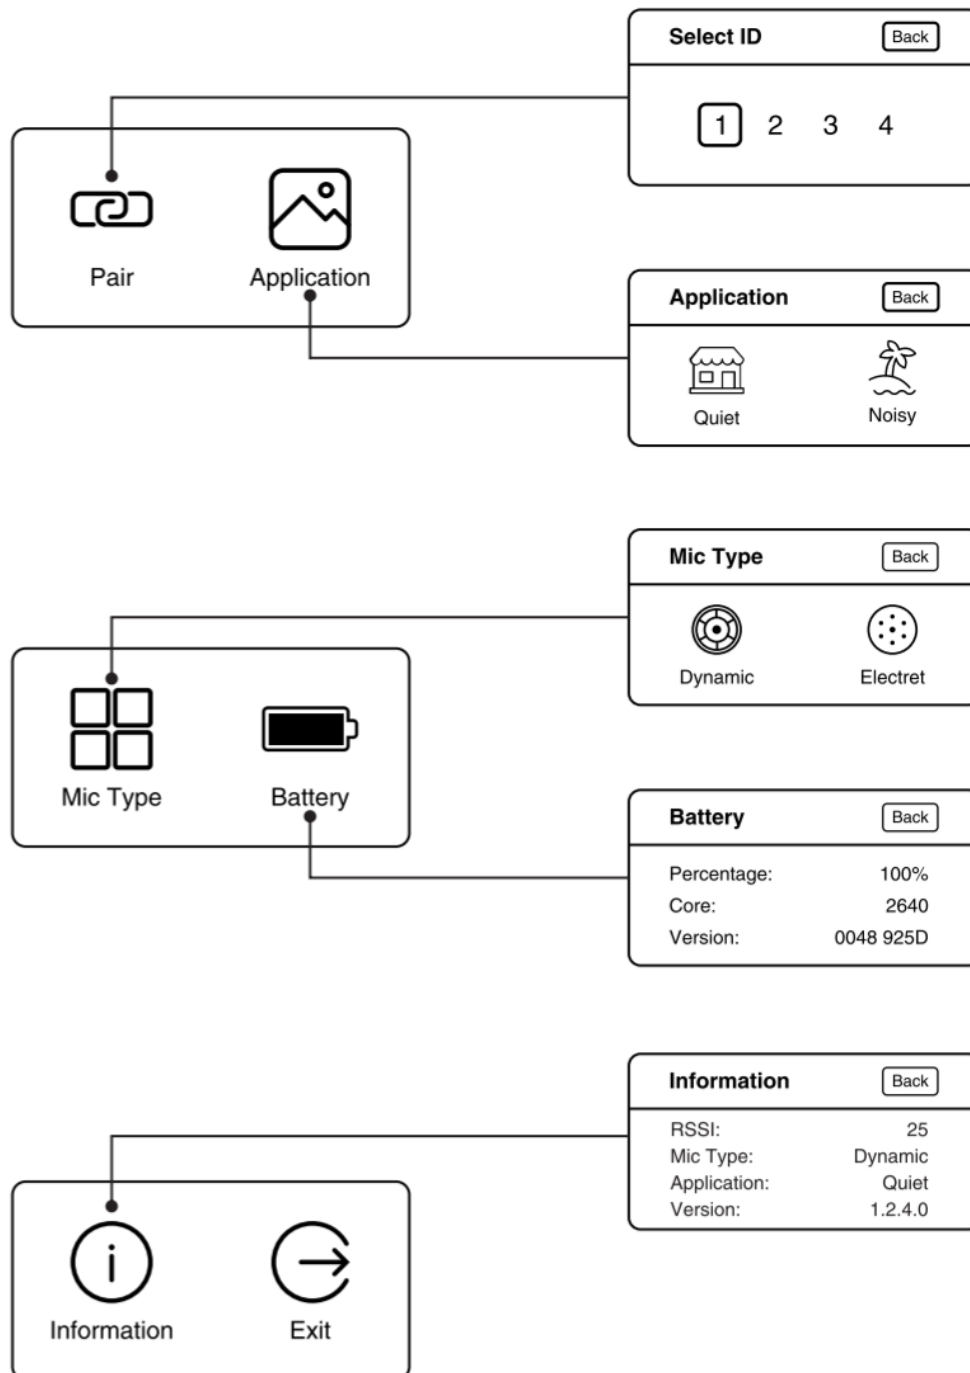 Select ID Back
1 2 3 4
Pair Application
Application Back
Quiet Noisy
Mic Type Back
Dynamic Electret
Mic Type Battery
Battery Back
Percentage: 100%
Core: 2640
Version: 0048 925D
Information Back
RSSI: 25
Mic Type: Dynamic
Application: Quiet
Version: 1.2.4.0
Information Exit